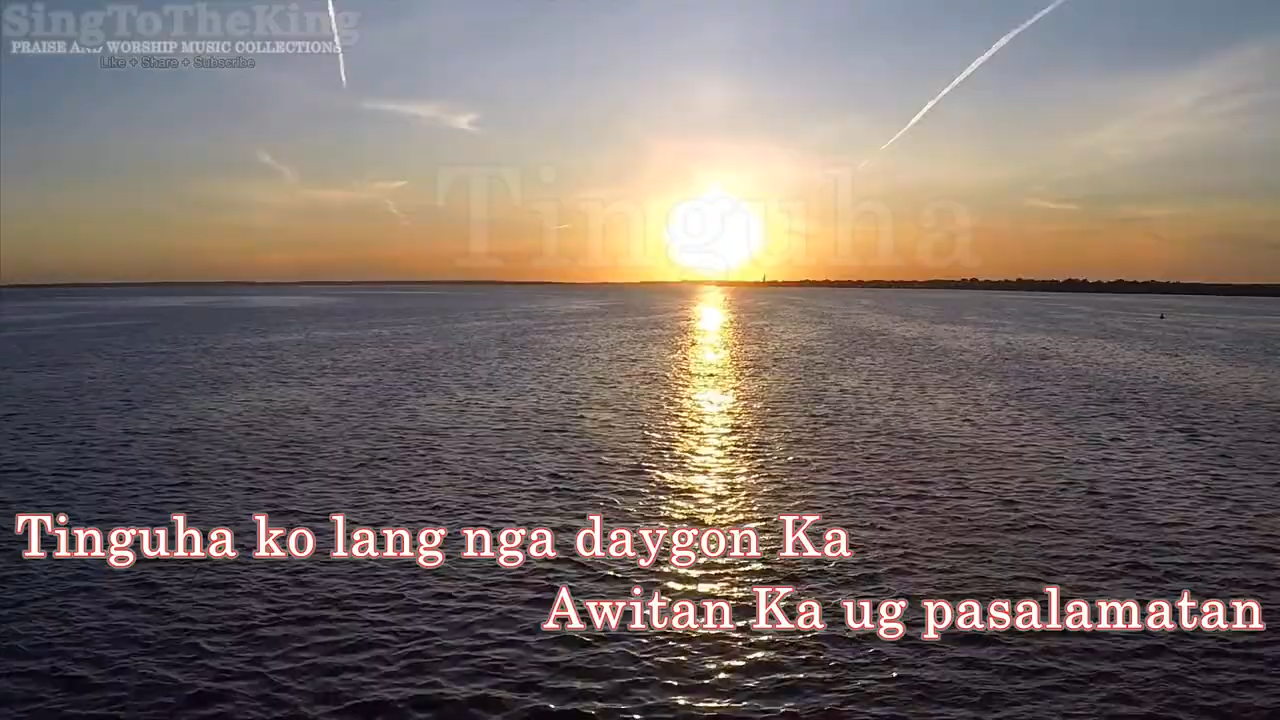 SingToTheKing
PRAISE AND WORSHIP MUSIC COLLECTIONS
Like + Share + Subscribe
Tinguha
Tinguha ko lang nga daygon Ka
Awitan Ka ug pasalamatan